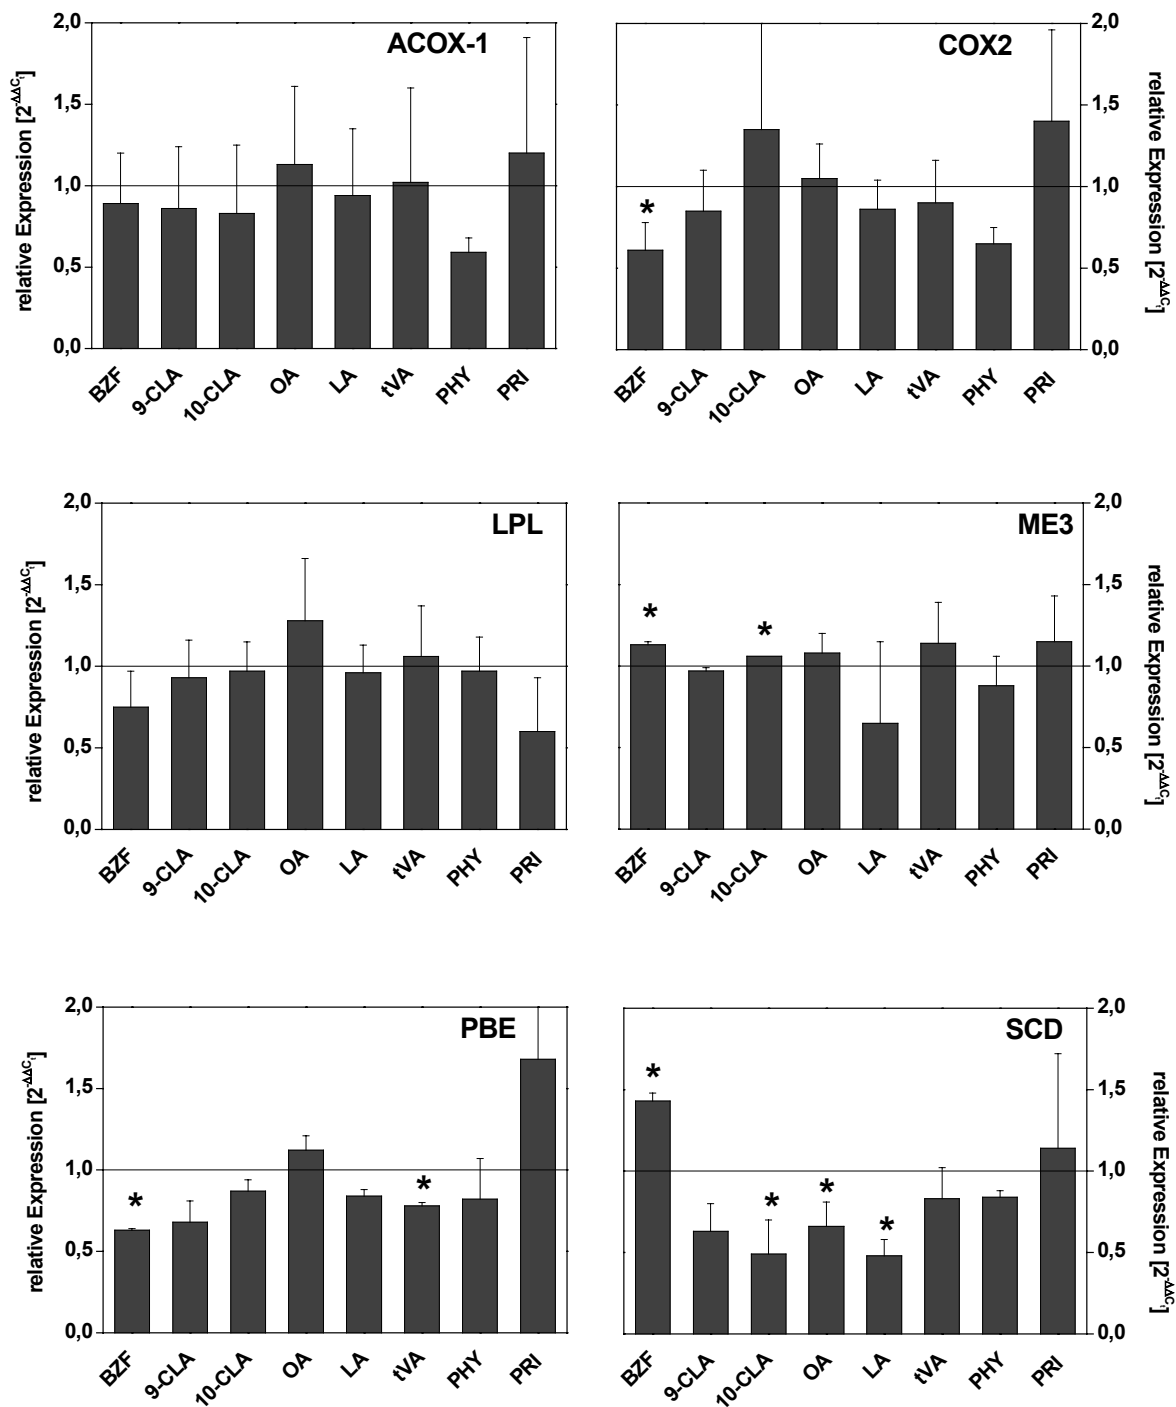 ACOX-1
relative Expression [2^-ΔΔCt]
2,0
1,5
1,0
0,5
0,0
BZF
9-CLA
10-CLA
OA
LA
tVA
PHY
PRI
COX2
relative Expression [2^-ΔΔCt]
2,0
1,5
1,0
0,5
0,0
*
BZF
9-CLA
10-CLA
OA
LA
tVA
PHY
PRI
LPL
relative Expression [2^-ΔΔCt]
2,0
1,5
1,0
0,5
0,0
BZF
9-CLA
10-CLA
OA
LA
tVA
PHY
PRI
ME3
relative Expression [2^-ΔΔCt]
2,0
1,5
1,0
0,5
0,0
*
*
BZF
9-CLA
10-CLA
OA
LA
tVA
PHY
PRI
PBE
relative Expression [2^-ΔΔCt]
2,0
1,5
1,0
0,5
0,0
*
*
BZF
9-CLA
10-CLA
OA
LA
tVA
PHY
PRI
SCD
relative Expression [2^-ΔΔCt]
2,0
1,5
1,0
0,5
0,0
*
*
*
*
BZF
9-CLA
10-CLA
OA
LA
tVA
PHY
PRI